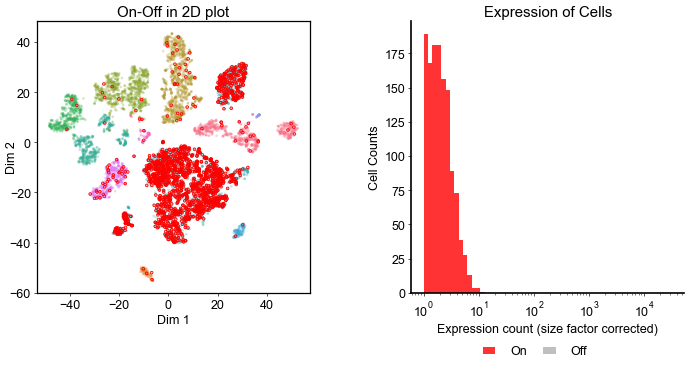 On-Off in 2D plot
Dim 2
40
20
0
−20
−40
−60
−40 −20 0 20 40
Dim 1
Expression of Cells
Cell Counts
175
150
125
100
75
50
25
0
10^0 10^1 10^2 10^3 10^4
Expression count (size factor corrected)
On Off